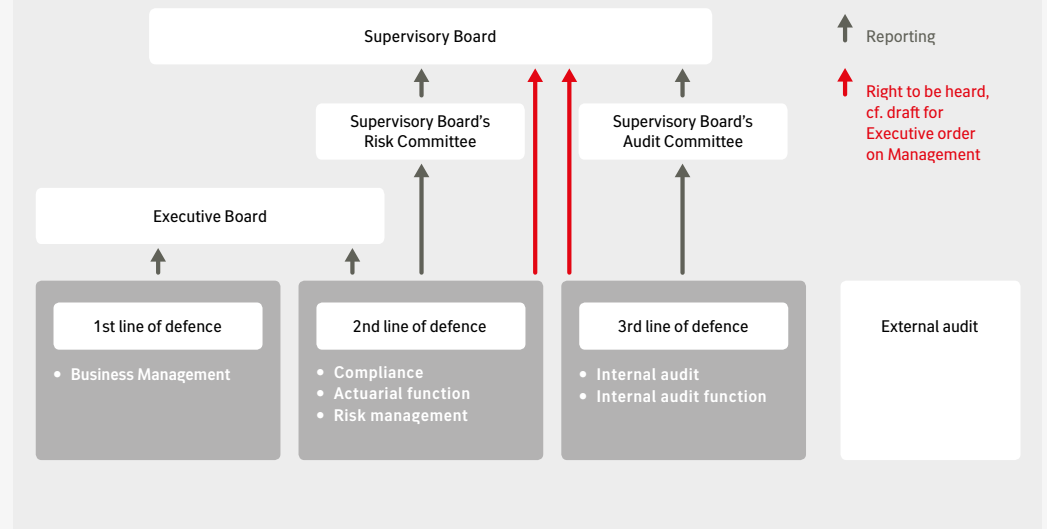 Supervisory Board
Reporting
Right to be heard,
cf. draft for
Executive order
on Management
Supervisory Board's
Risk Committee
Supervisory Board's
Audit Committee
Executive Board
1st line of defence
• Business Management
2nd line of defence
• Compliance
• Actuarial function
• Risk management
3rd line of defence
• Internal audit
• Internal audit function
External audit